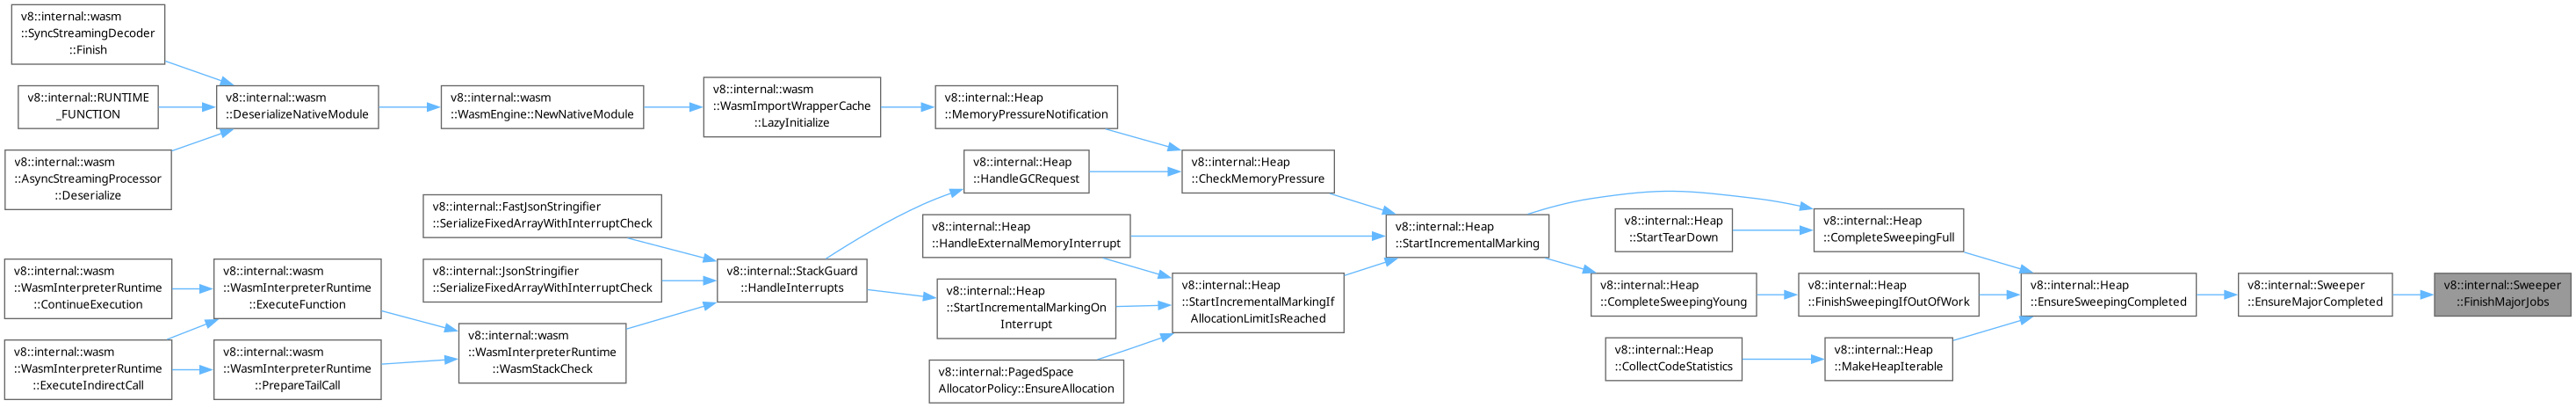 v8::internal::wasm
::SyncStreamingDecoder
::Finish
v8::internal::RUNTIME
_FUNCTION
v8::internal::wasm
::AsyncStreamingProcessor
::Deserialize
v8::internal::wasm
::DeserializeNativeModule
v8::internal::wasm
::WasmEngine::NewNativeModule
v8::internal::wasm
::WasmImportWrapperCache
::LazyInitialize
v8::internal::Heap
::MemoryPressureNotification
v8::internal::Heap
::HandleGCRequest
v8::internal::Heap
::CheckMemoryPressure
v8::internal::FastJsonStringifier
::SerializeFixedArrayWithInterruptCheck
v8::internal::JsonStringifier
::SerializeFixedArrayWithInterruptCheck
v8::internal::wasm
::WasmInterpreterRuntime
::ContinueExecution
v8::internal::wasm
::WasmInterpreterRuntime
::ExecuteFunction
v8::internal::wasm
::WasmInterpreterRuntime
::ExecuteIndirectCall
v8::internal::wasm
::WasmInterpreterRuntime
::PrepareTailCall
v8::internal::wasm
::WasmInterpreterRuntime
::WasmStackCheck
v8::internal::StackGuard
::HandleInterrupts
v8::internal::Heap
::HandleExternalMemoryInterrupt
v8::internal::Heap
::StartIncrementalMarkingOn
Interrupt
v8::internal::PagedSpace
AllocatorPolicy::EnsureAllocation
v8::internal::Heap
::StartIncrementalMarkingIf
AllocationLimitIsReached
v8::internal::Heap
::StartIncrementalMarking
v8::internal::Heap
::StartTearDown
v8::internal::Heap
::CompleteSweepingFull
v8::internal::Heap
::CompleteSweepingYoung
v8::internal::Heap
::FinishSweepingIfOutOfWork
v8::internal::Heap
::CollectCodeStatistics
v8::internal::Heap
::MakeHeapIterable
v8::internal::Heap
::EnsureSweepingCompleted
v8::internal::Sweeper
::EnsureMajorCompleted
v8::internal::Sweeper
::FinishMajorJobs